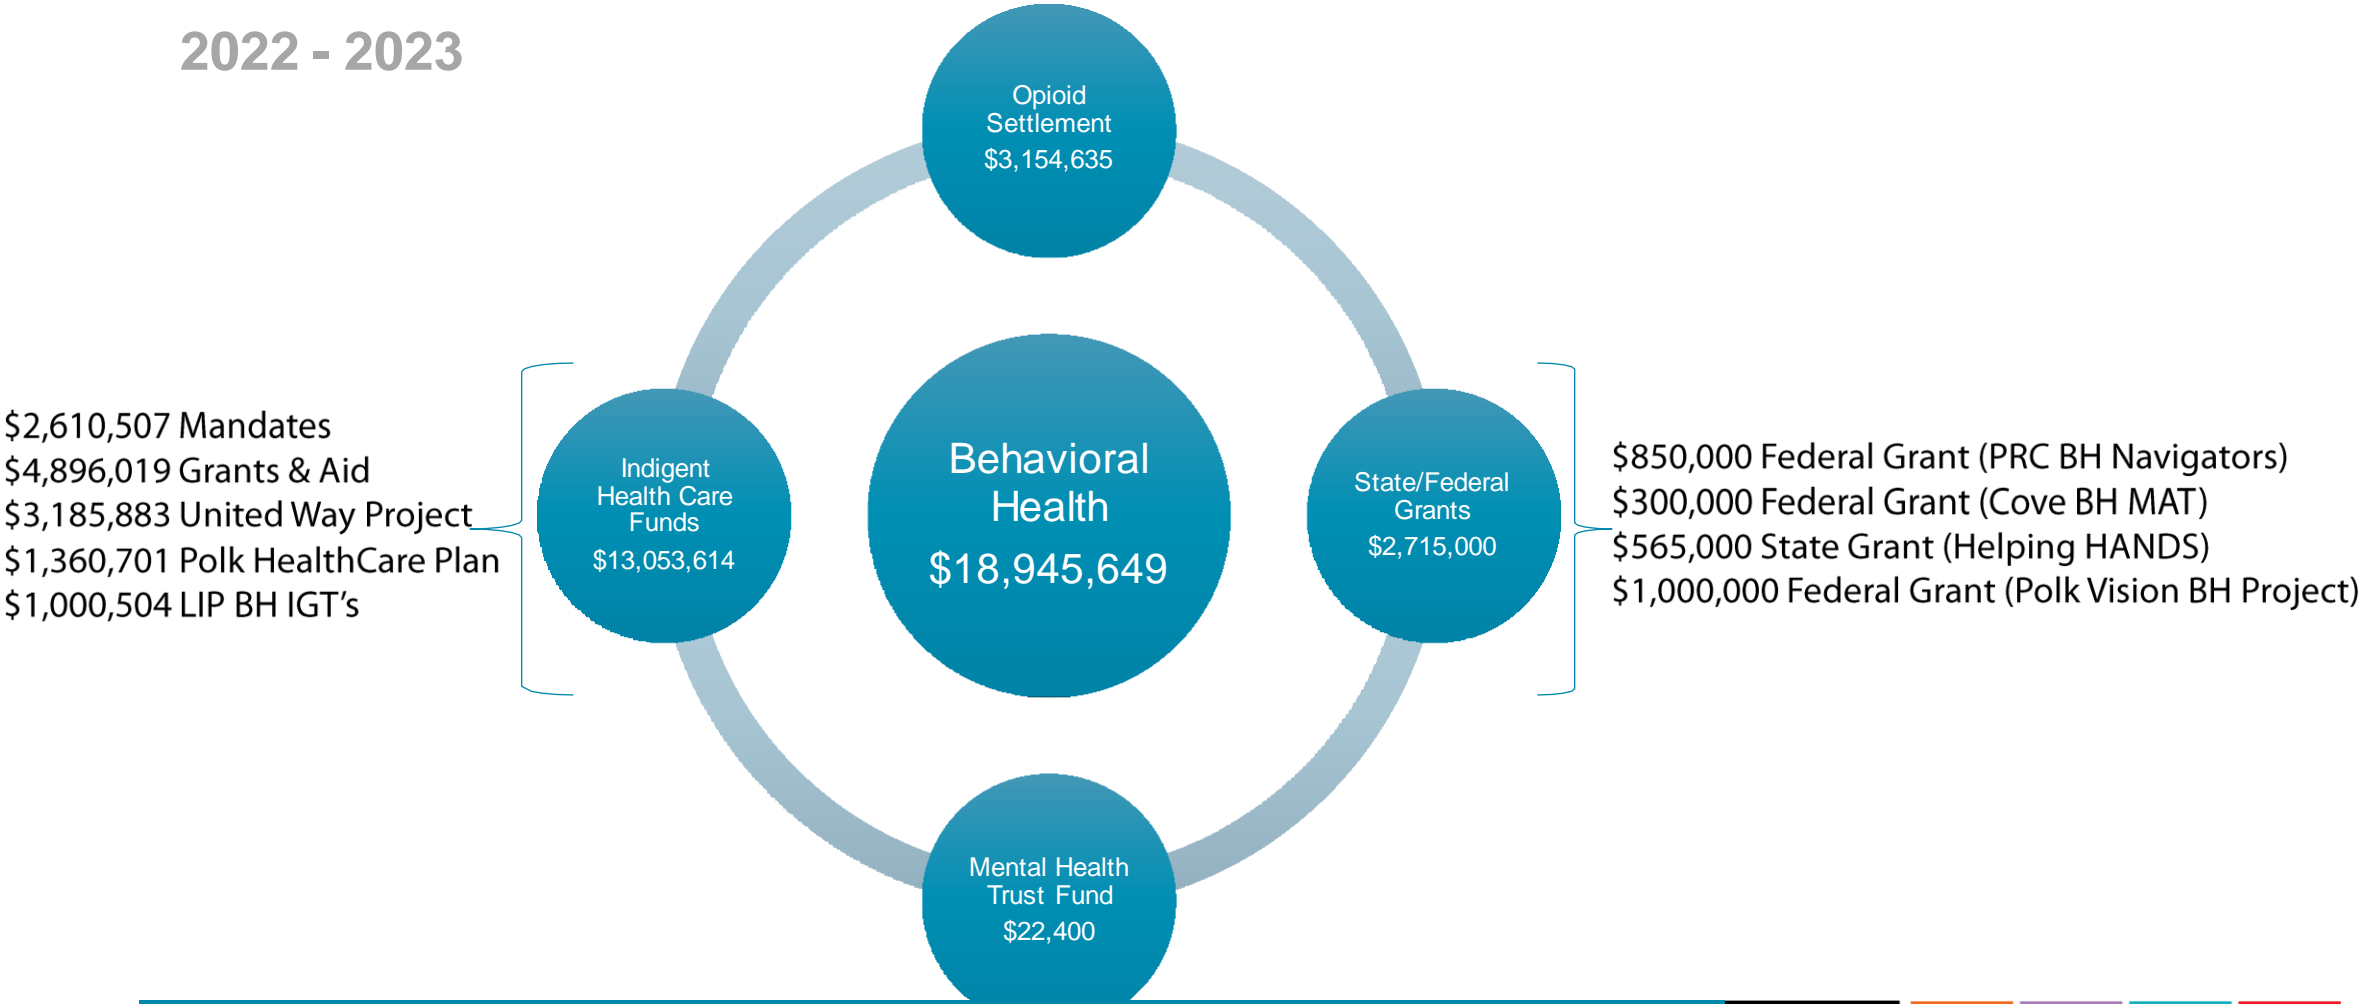 2022 - 2023
Opioid
Settlement
$3,154,635
$2,610,507 Mandates
$4,896,019 Grants & Aid
$3,185,883 United Way Project
$1,360,701 Polk HealthCare Plan
$1,000,504 LIP BH IGT’s
Indigent
Health Care
Funds
$13,053,614
Behavioral
Health
$18,945,649
State/Federal
Grants
$2,715,000
$850,000 Federal Grant (PRC BH Navigators)
$300,000 Federal Grant (Cove BH MAT)
$565,000 State Grant (Helping HANDS)
$1,000,000 Federal Grant (Polk Vision BH Project)
Mental Health
Trust Fund
$22,400